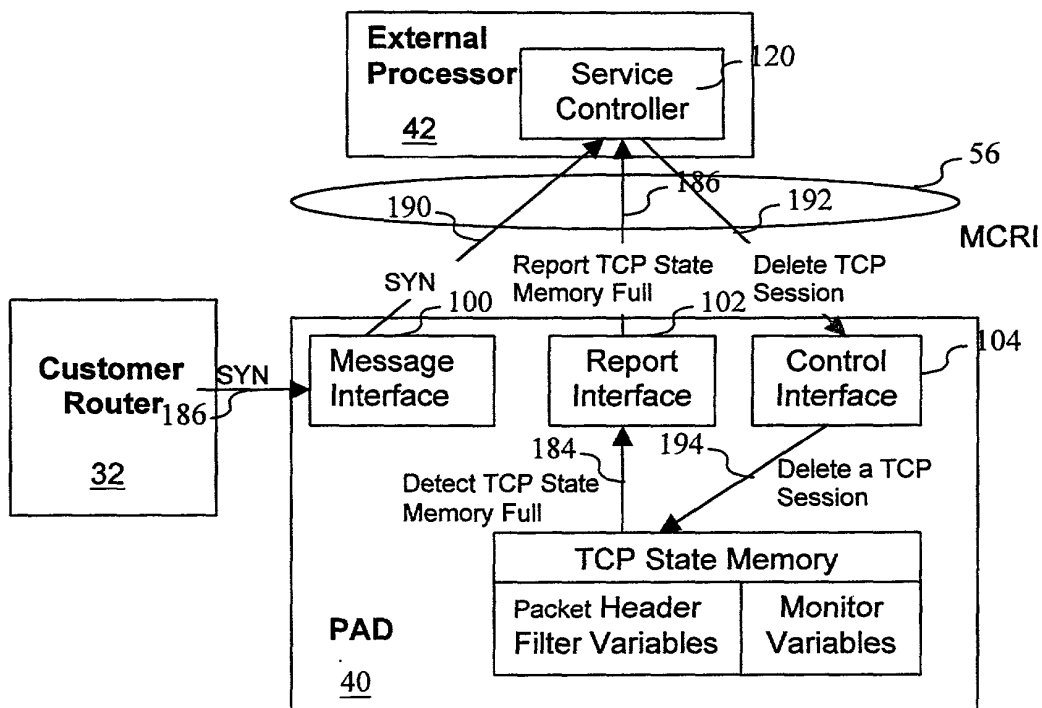 External
Processor
42
Service
Controller
120
56
190
186
192
MCRI
SYN
Report TCP State
Memory Full
Delete TCP
Session
100
102
104
Customer
Router
32
SYN
186
Message
Interface
Report
Interface
Control
Interface
184
194
Detect TCP State
Memory Full
Delete a TCP
Session
TCP State Memory
Packet Header
Filter Variables
Monitor
Variables
PAD
40